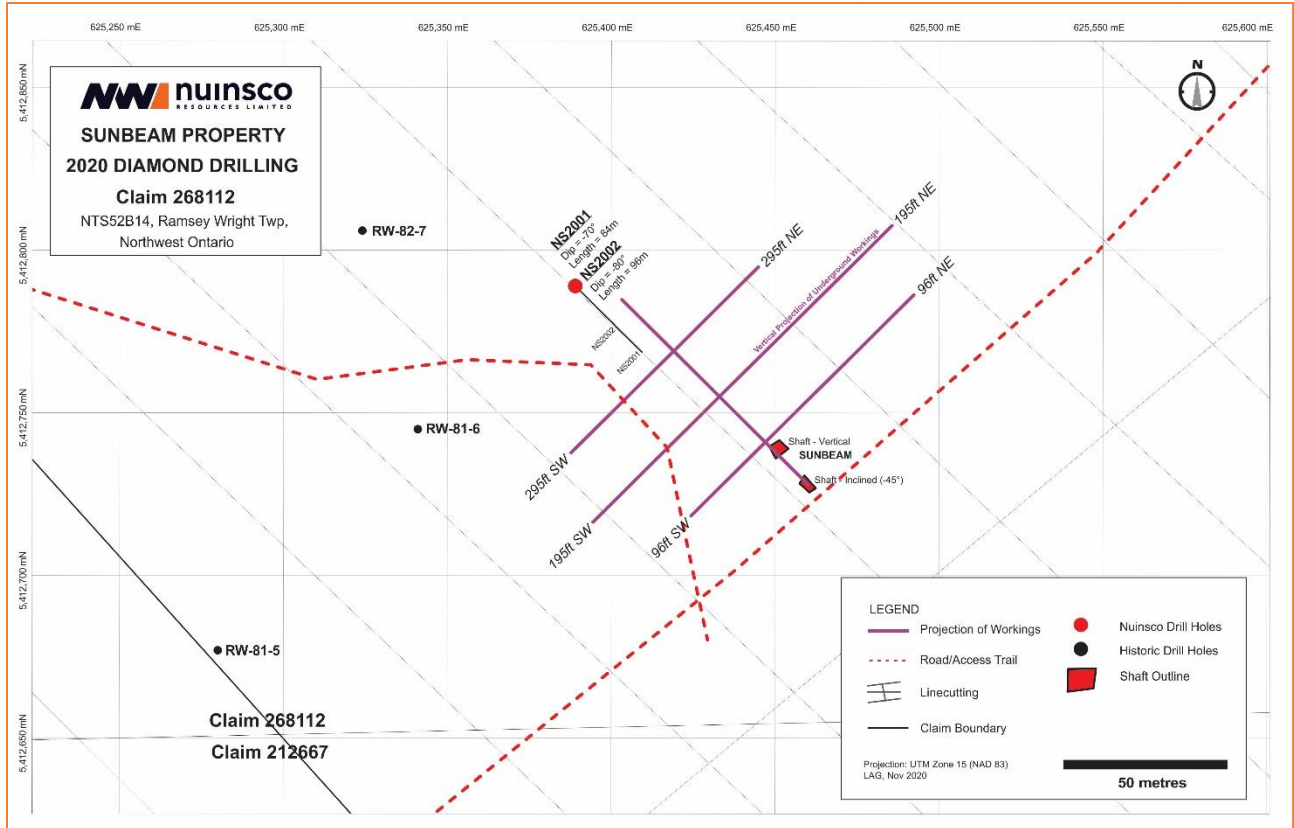 625,250 mE
625,300 mE
625,350 mE
625,400 mE
625,450 mE
625,500 mE
625,550 mE
625,600 mE
5,412,850 mN
5,412,800 mN
5,412,750 mN
5,412,700 mN
5,412,650 mN
NW nuinsco
RESOURCES LIMITED
SUNBEAM PROPERTY
2020 DIAMOND DRILLING
Claim 268112
NTS52B14, Ramsey Wright Twp,
Northwest Ontario
N
RW-82-7
NS2001
Dip = -70°
Length = 84m
NS2002
Dip = -80°
Length = 96m
NS2002
NS2001
295ft NE
195ft NE
96ft NE
Vertical Projection of Underground Workings
RW-81-6
Shaft - Vertical
SUNBEAM
Shaft - Inclined (-45°)
295ft SW
195ft SW
96ft SW
RW-81-5
Claim 268112
Claim 212667
LEGEND
Projection of Workings
Road/Access Trail
Linecutting
Claim Boundary
Nuinsco Drill Holes
Historic Drill Holes
Shaft Outline
Projection: UTM Zone 15 (NAD 83)
LAG, Nov 2020
50 metres